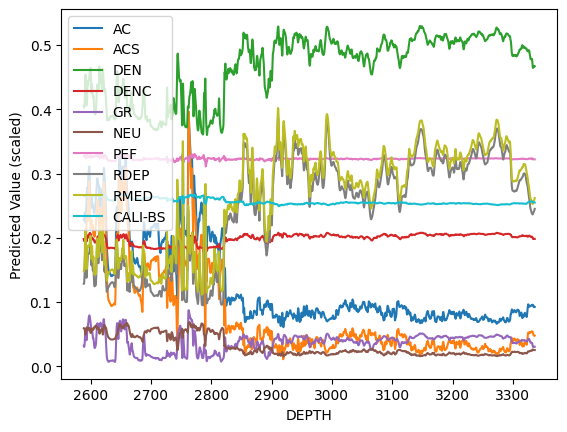 AC
ACS
DEN
DENC
GR
NEU
PEF
RDEP
RMED
CALI-BS
Predicted Value (scaled)
0.5
0.4
0.3
0.2
0.1
0.0
2600 2700 2800 2900 3000 3100 3200 3300
DEPTH